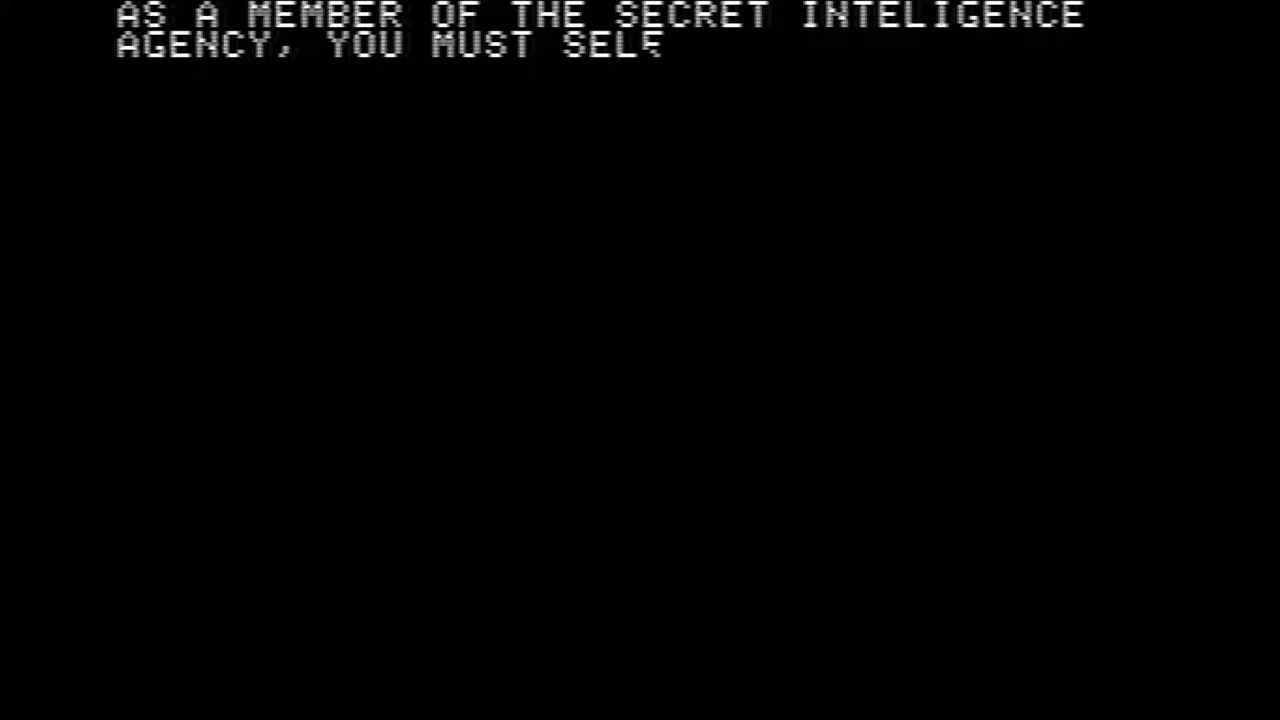 AS A MEMBER OF THE SECRET INTELIGENCE
AGENCY, YOU MUST SEL